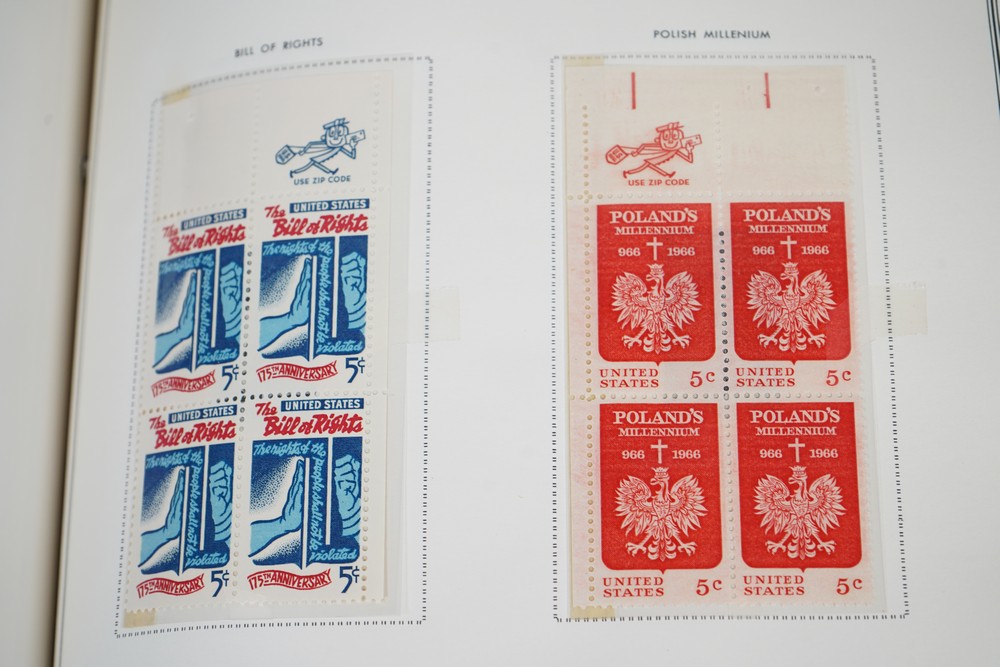 BILL OF RIGHTS
USE ZIP CODE
UNITED STATES
The
Bill of Rights
The rights of the
people shall not be
violated
175TH ANNIVERSARY
5¢
UNITED STATES
The
Bill of Rights
The rights of the
people shall not be
violated
175TH ANNIVERSARY
5¢
UNITED STATES
The
Bill of Rights
The rights of the
people shall not be
violated
175TH ANNIVERSARY
5¢
UNITED STATES
The
Bill of Rights
The rights of the
people shall not be
violated
175TH ANNIVERSARY
5¢
POLISH MILLENIUM
USE ZIP CODE
POLAND'S
MILLENNIUM
966 1966
UNITED
STATES 5c
POLAND'S
MILLENNIUM
966 1966
UNITED
STATES 5c
POLAND'S
MILLENNIUM
966 1966
UNITED
STATES 5c
POLAND'S
MILLENNIUM
966 1966
UNITED
STATES 5c